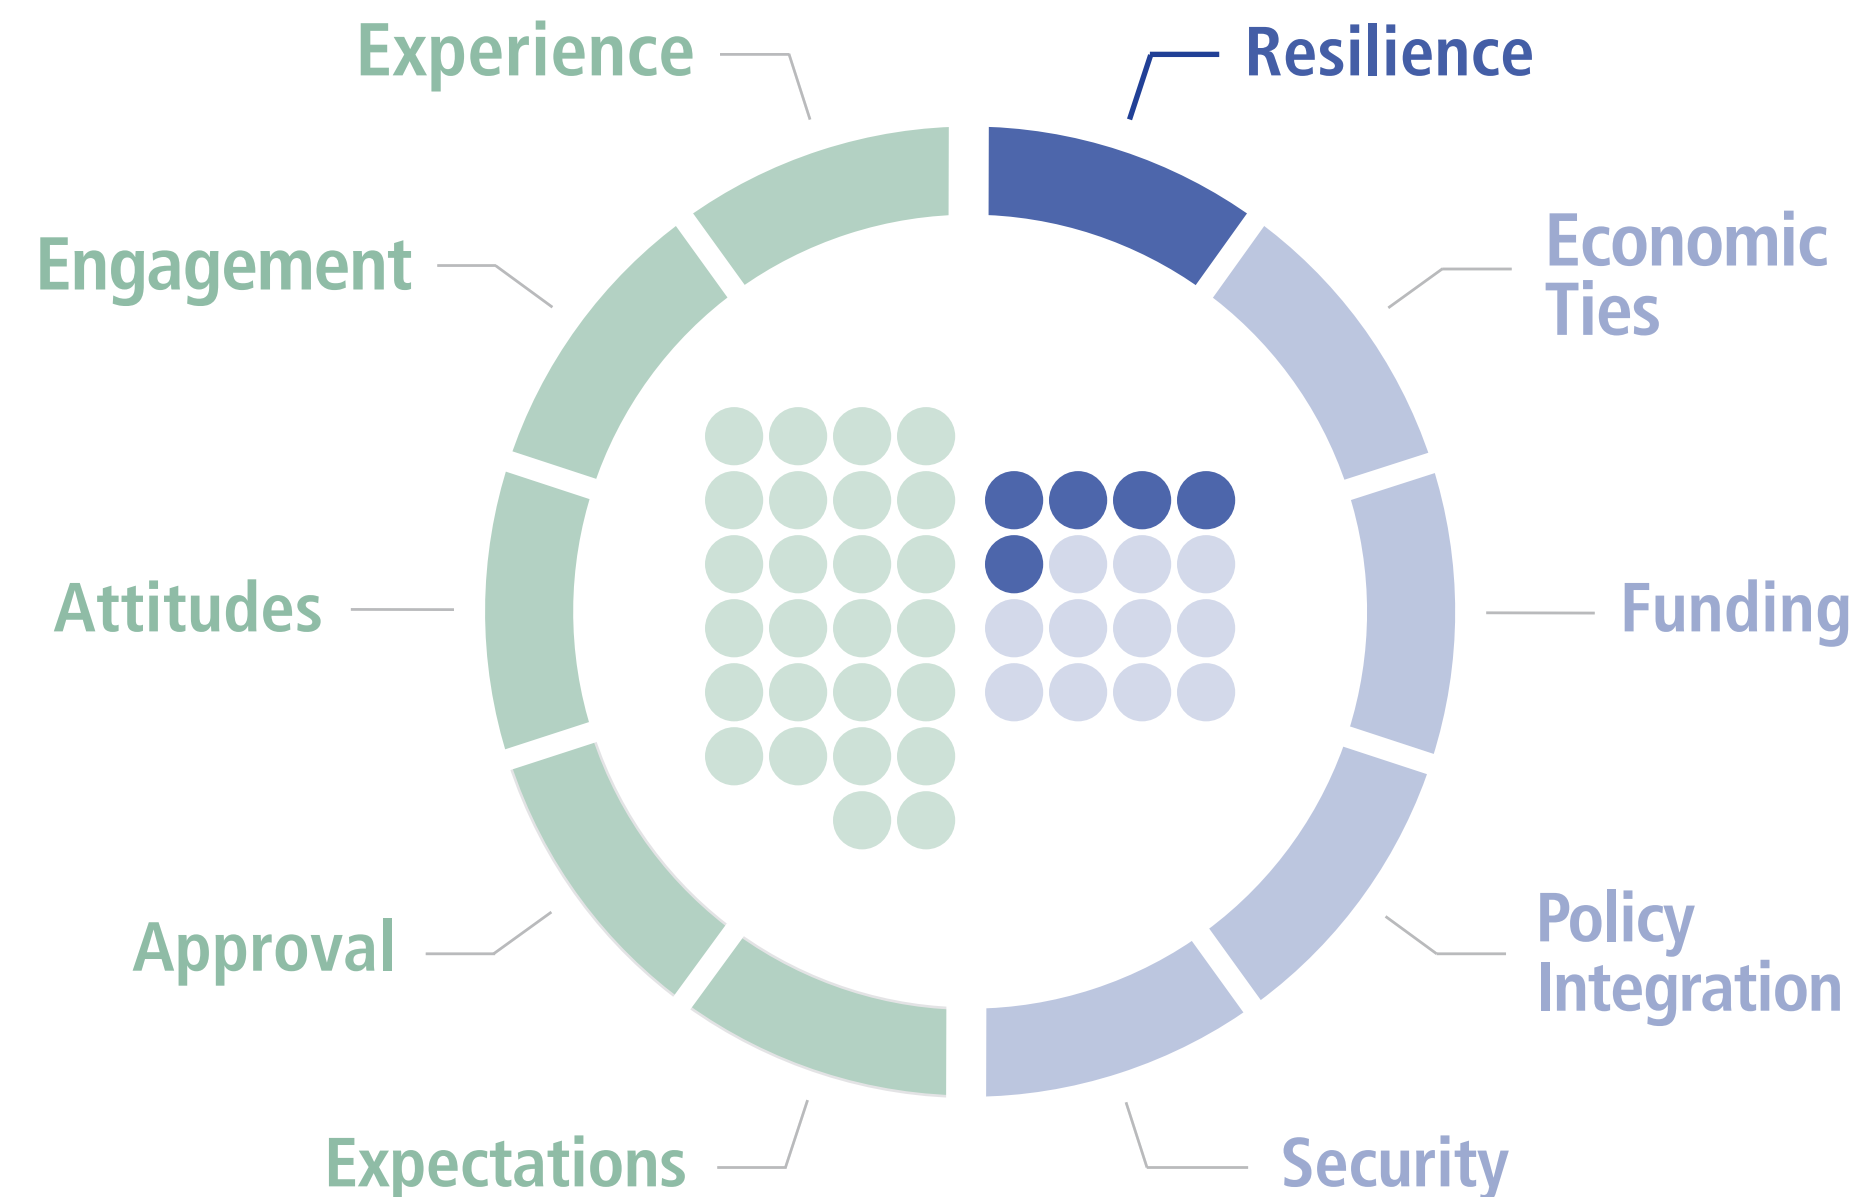 Experience
Resilience
Engagement
Economic
Ties
Attitudes
Funding
Approval
Policy
Integration
Expectations
Security